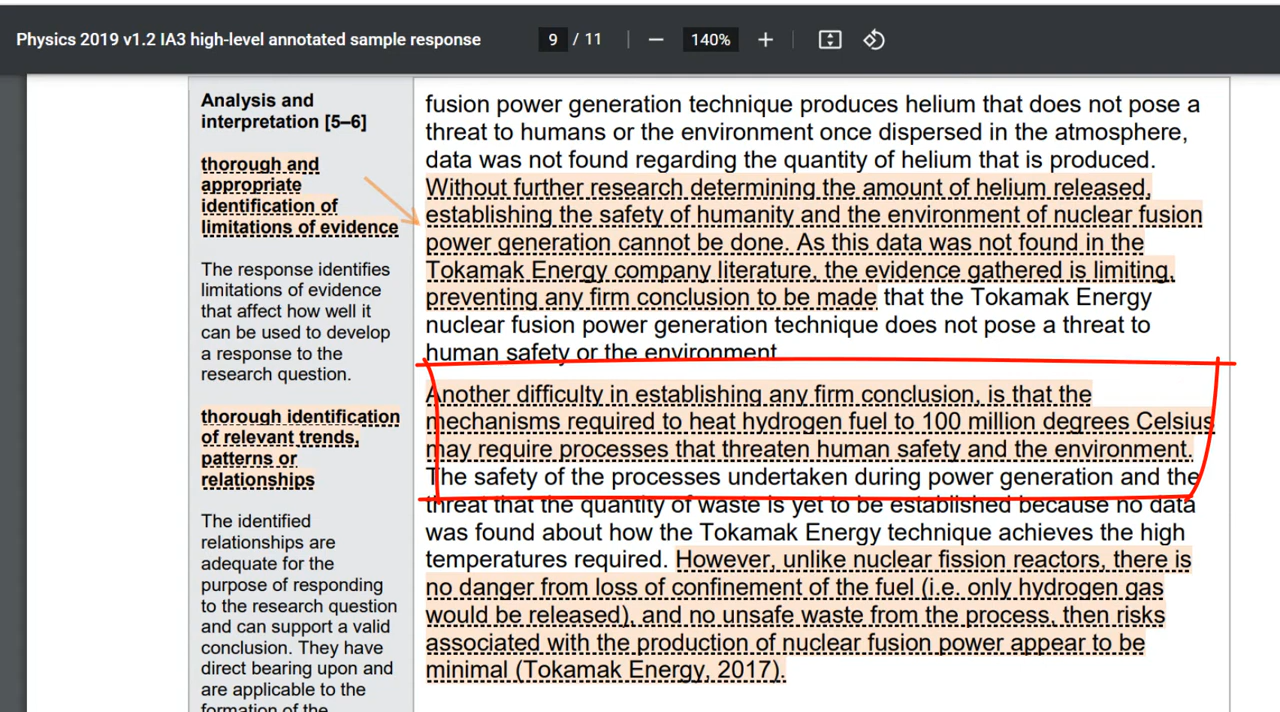 Physics 2019 v1.2 IA3 high-level annotated sample response
9 / 11
140%
Analysis and
interpretation [5–6]
thorough and
appropriate
identification of
limitations of evidence
The response identifies
limitations of evidence
that affect how well it
can be used to develop
a response to the
research question.
thorough identification
of relevant trends,
patterns or
relationships
The identified
relationships are
adequate for the
purpose of responding
to the research question
and can support a valid
conclusion. They have
direct bearing upon and
are applicable to the
formation of the
fusion power generation technique produces helium that does not pose a
threat to humans or the environment once dispersed in the atmosphere,
data was not found regarding the quantity of helium that is produced.
Without further research determining the amount of helium released,
establishing the safety of humanity and the environment of nuclear fusion
power generation cannot be done. As this data was not found in the
Tokamak Energy company literature, the evidence gathered is limiting,
preventing any firm conclusion to be made that the Tokamak Energy
nuclear fusion power generation technique does not pose a threat to
human safety or the environment
Another difficulty in establishing any firm conclusion, is that the
mechanisms required to heat hydrogen fuel to 100 million degrees Celsius
may require processes that threaten human safety and the environment.
The safety of the processes undertaken during power generation and the
threat that the quantity of waste is yet to be established because no data
was found about how the Tokamak Energy technique achieves the high
temperatures required. However, unlike nuclear fission reactors, there is
no danger from loss of confinement of the fuel (i.e. only hydrogen gas
would be released), and no unsafe waste from the process, then risks
associated with the production of nuclear fusion power appear to be
minimal (Tokamak Energy, 2017).